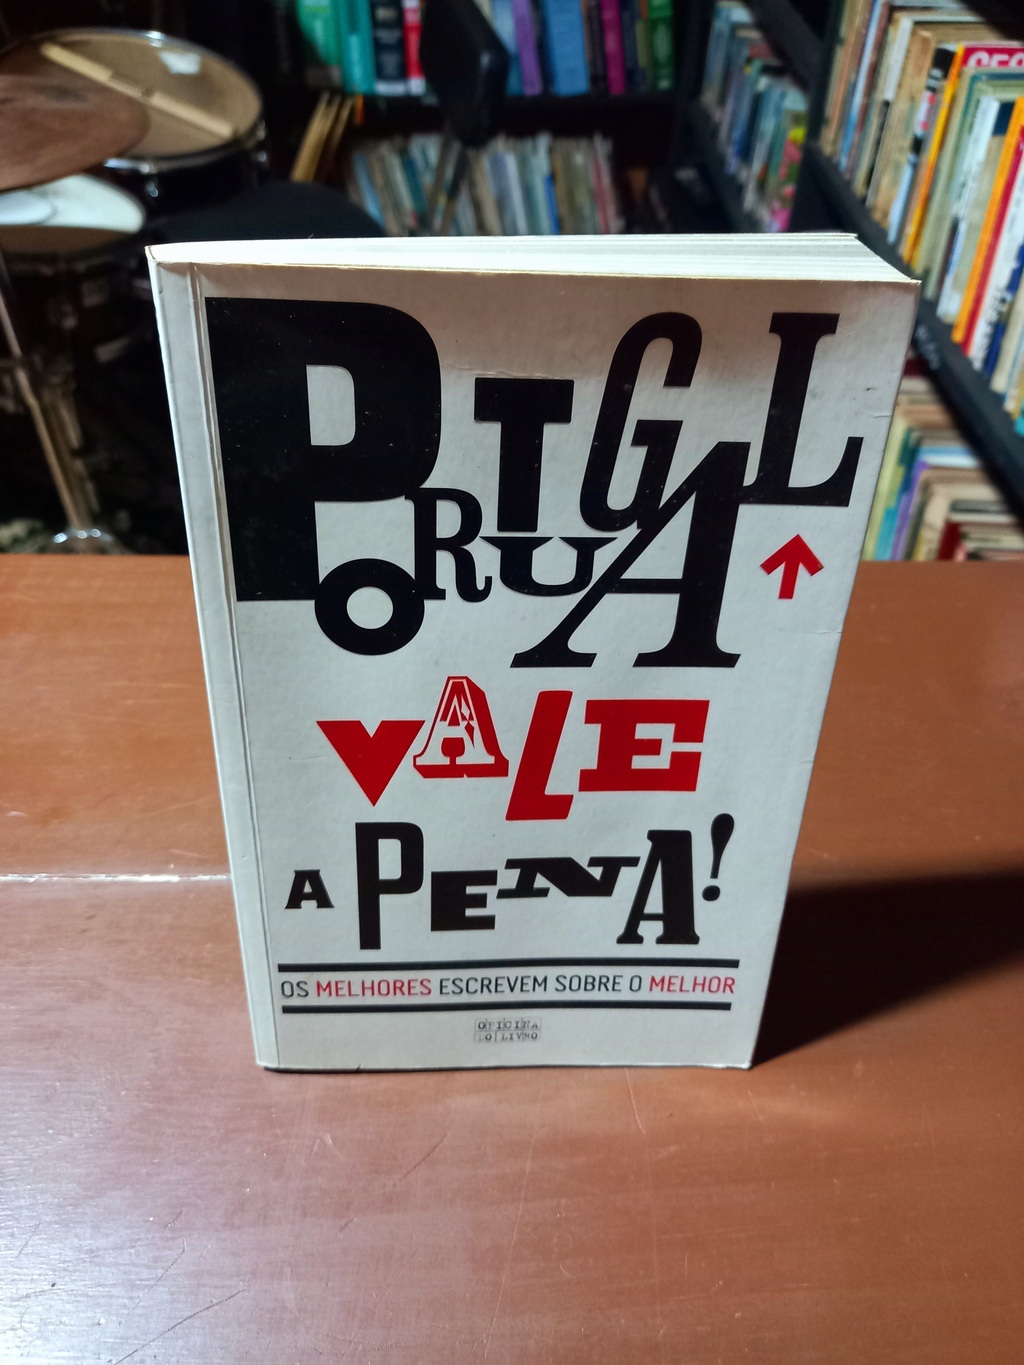 PORTUGAL
VALE
A PENA!
OS MELHORES ESCREVEM SOBRE O MELHOR
OFICINA
DO LIVRO